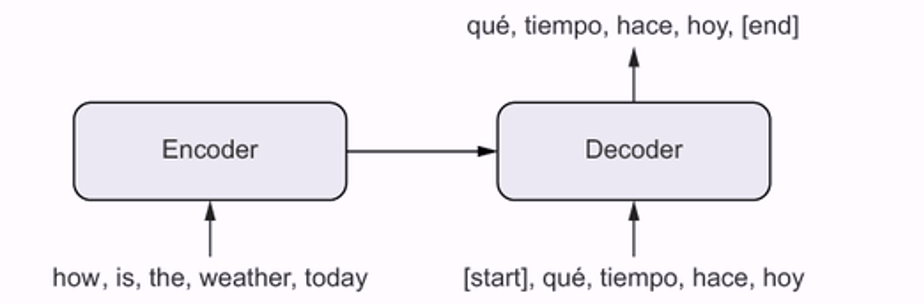 qué, tiempo, hace, hoy, [end]
Encoder
Decoder
how, is, the, weather, today
[start], qué, tiempo, hace, hoy